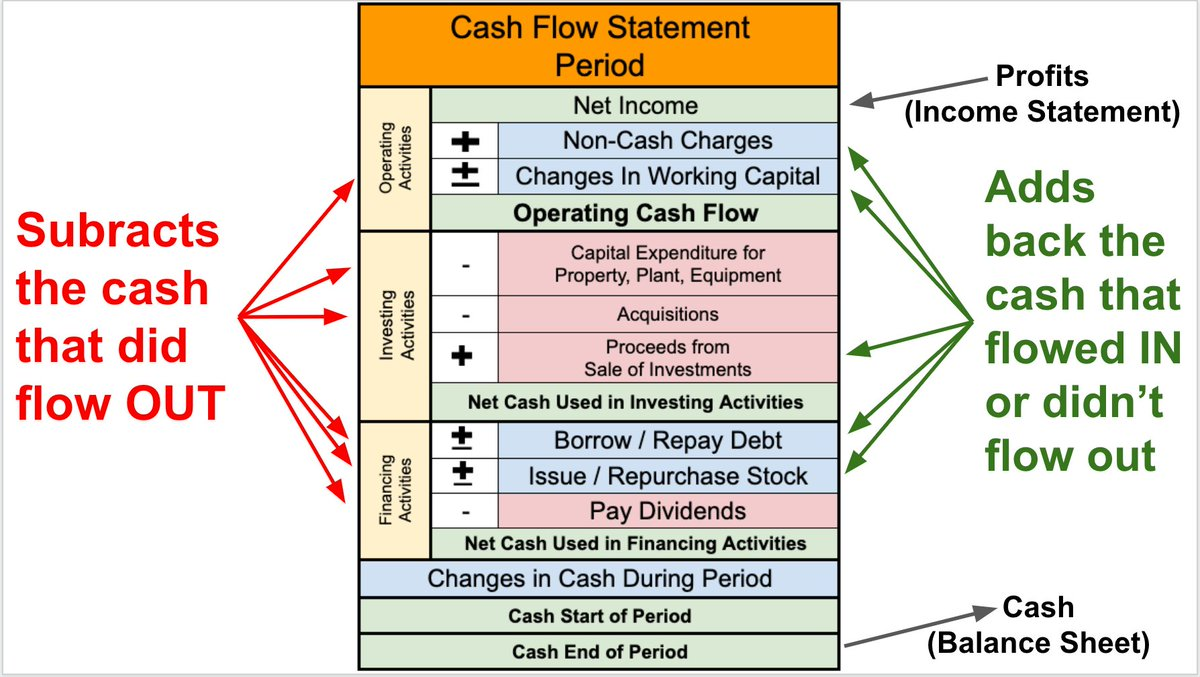 Cash Flow Statement
Period
Profits
(Income Statement)
Operating
Activities
Net Income
+
Non-Cash Charges
±
Changes In Working Capital
Operating Cash Flow
Subracts
the cash
that did
flow OUT
Adds
back the
cash that
flowed IN
or didn’t
flow out
Investing
Activities
-
Capital Expenditure for
Property, Plant, Equipment
-
Acquisitions
+
Proceeds from
Sale of Investments
Net Cash Used in Investing Activities
Financing
Activities
±
Borrow / Repay Debt
±
Issue / Repurchase Stock
-
Pay Dividends
Net Cash Used in Financing Activities
Changes in Cash During Period
Cash Start of Period
Cash End of Period
Cash
(Balance Sheet)